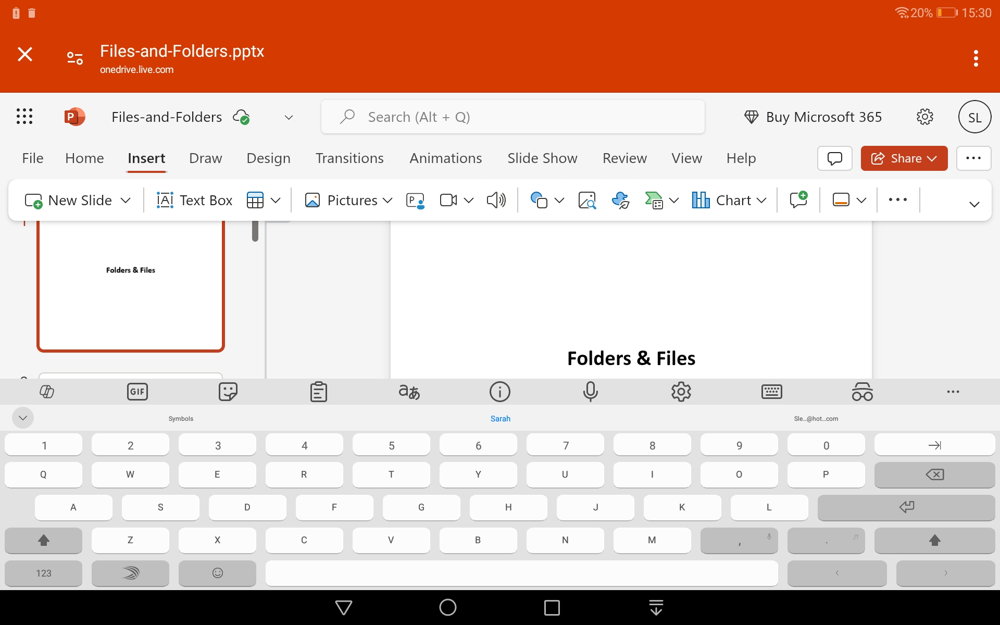 20% 15:30
Files-and-Folders.pptx
onedrive.live.com
P Files-and-Folders Search (Alt + Q) Buy Microsoft 365 SL
File Home Insert Draw Design Transitions Animations Slide Show Review View Help Share
New Slide A Text Box Pictures P Chart
1
Folders & Files
Folders & Files
GIF aあ
Symbols Sarah Sle...@hot...com
1 2 3 4 5 6 7 8 9 0
Q W E R T Y U I O P
A S D F G H J K L
Z X C V B N M , . ,!?
123 < >